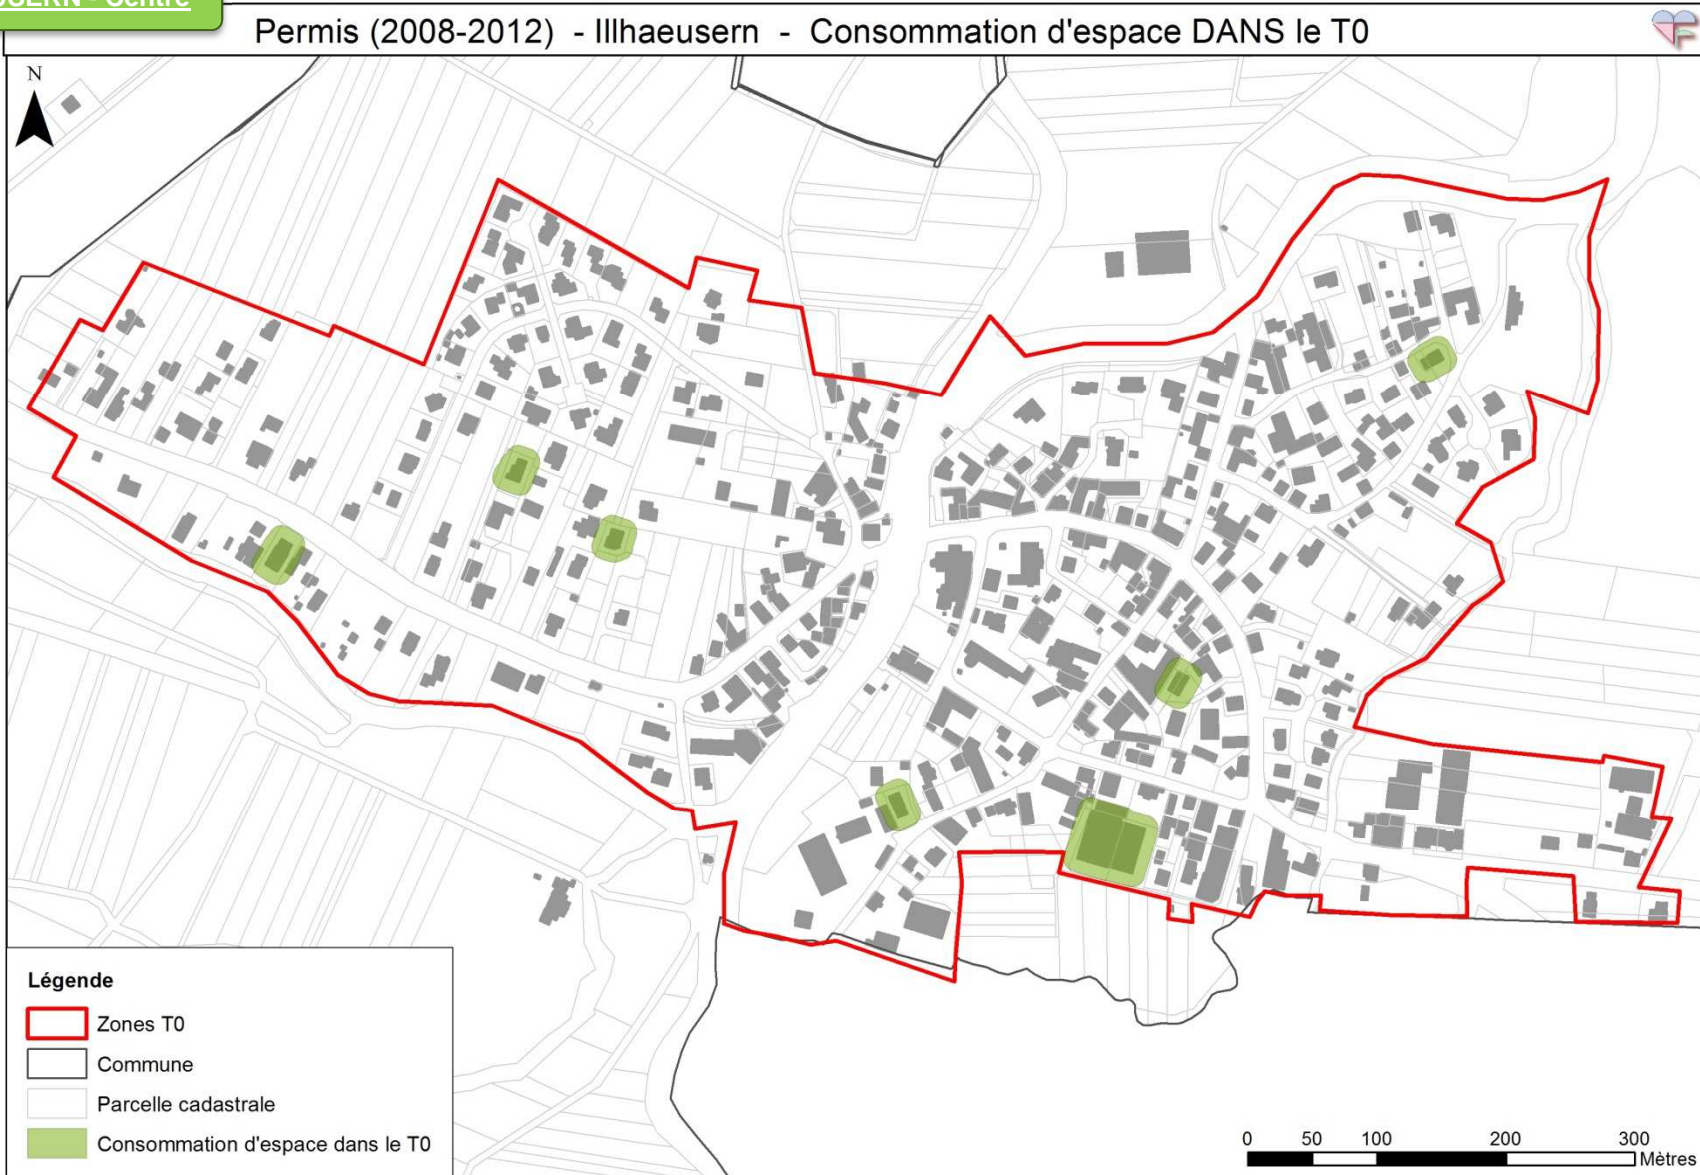 - Centre
Permis (2008-2012) - Illhaeusern - Consommation d'espace DANS le T0
N
Légende
Zones T0
Commune
Parcelle cadastrale
Consommation d'espace dans le T0
0 50 100 200 300
Mètres